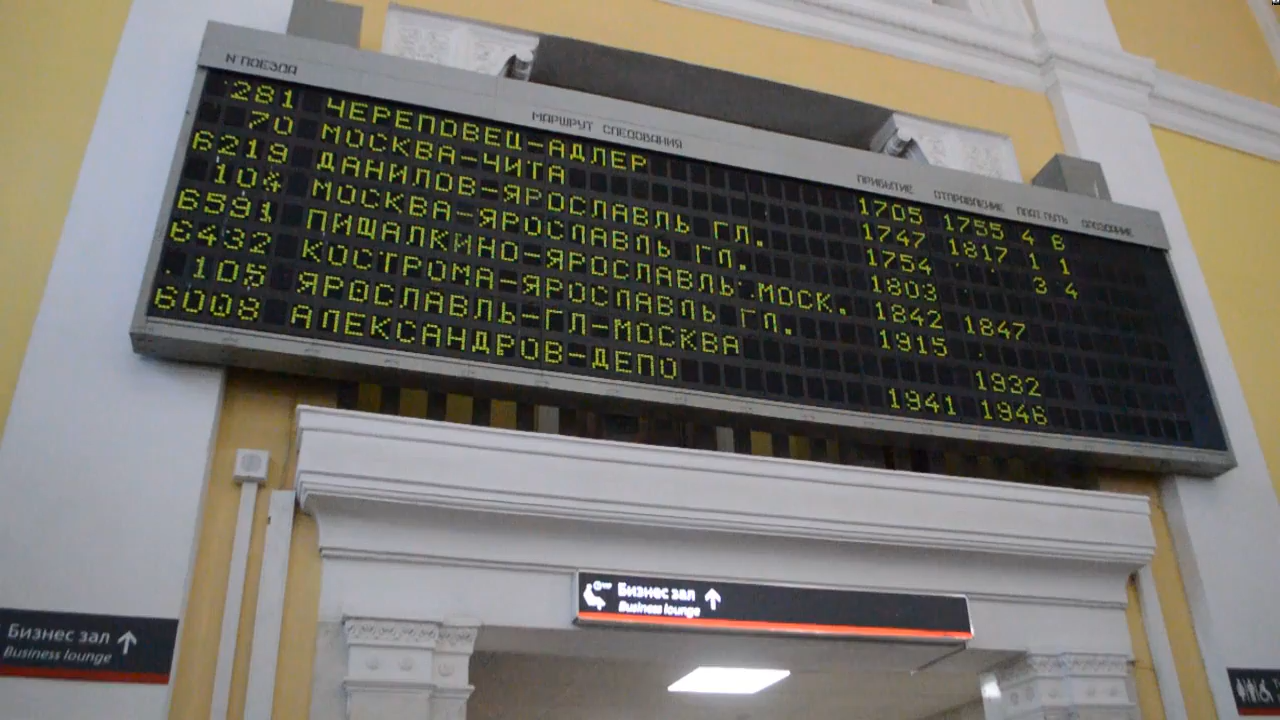 N ПОЕЗДА МАРШРУТ СЛЕДОВАНИЯ ПРИБЫТИЕ ОТПРАВЛЕНИЕ ПУТЬ
281 ЧЕРЕПОВЕЦ-АДЛЕР 1705 1755 4 6
70 МОСКВА-ЧИТА 1747 1817 1 1
6219 ДАНИЛОВ-ЯРОСЛАВЛЬ ГЛ. 1754 3 4
104 МОСКВА-ЯРОСЛАВЛЬ ГЛ. 1803
6591 ПИЩАЛКИНО-ЯРОСЛАВЛЬ МОСК. 1842 1847
6432 КОСТРОМА-ЯРОСЛАВЛЬ ГЛ. 1915
105 ЯРОСЛАВЛЬ-ГЛ-МОСКВА 1932
6008 АЛЕКСАНДРОВ-ДЕПО 1941 1946
Бизнес зал
Business lounge
Бизнес зал
Business lounge